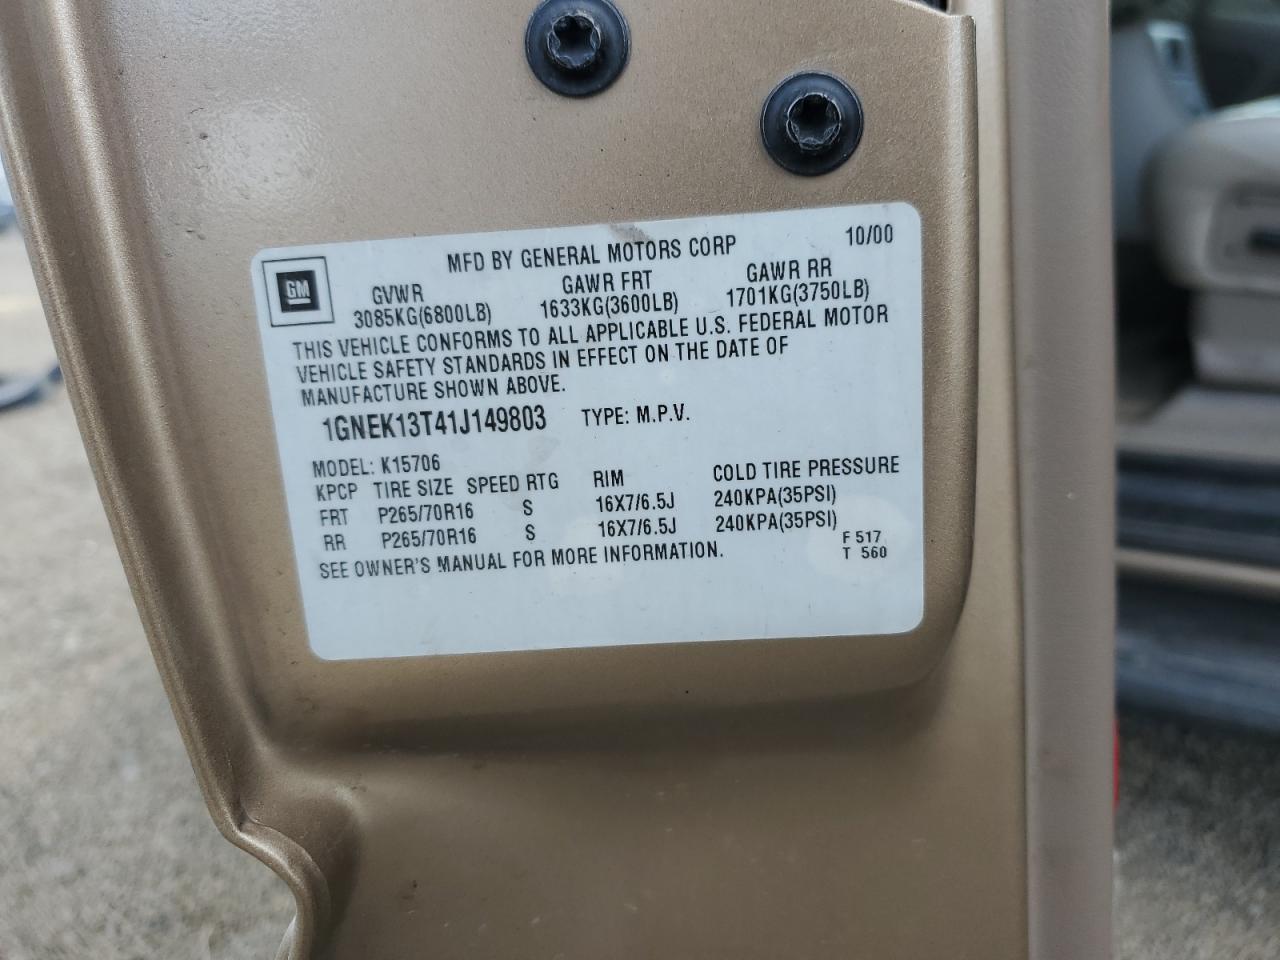 MFD BY GENERAL MOTORS CORP 10/00
GM
GVWR GAWR FRT GAWR RR
3085KG(6800LB) 1633KG(3600LB) 1701KG(3750LB)
THIS VEHICLE CONFORMS TO ALL APPLICABLE U.S. FEDERAL MOTOR
VEHICLE SAFETY STANDARDS IN EFFECT ON THE DATE OF
MANUFACTURE SHOWN ABOVE.
1GNEK13T41J149803 TYPE: M.P.V.
MODEL: K15706
KPCP TIRE SIZE SPEED RTG RIM COLD TIRE PRESSURE
FRT P265/70R16 S 16X7/6.5J 240KPA(35PSI)
RR P265/70R16 S 16X7/6.5J 240KPA(35PSI)
SEE OWNER'S MANUAL FOR MORE INFORMATION.
F 517
T 560